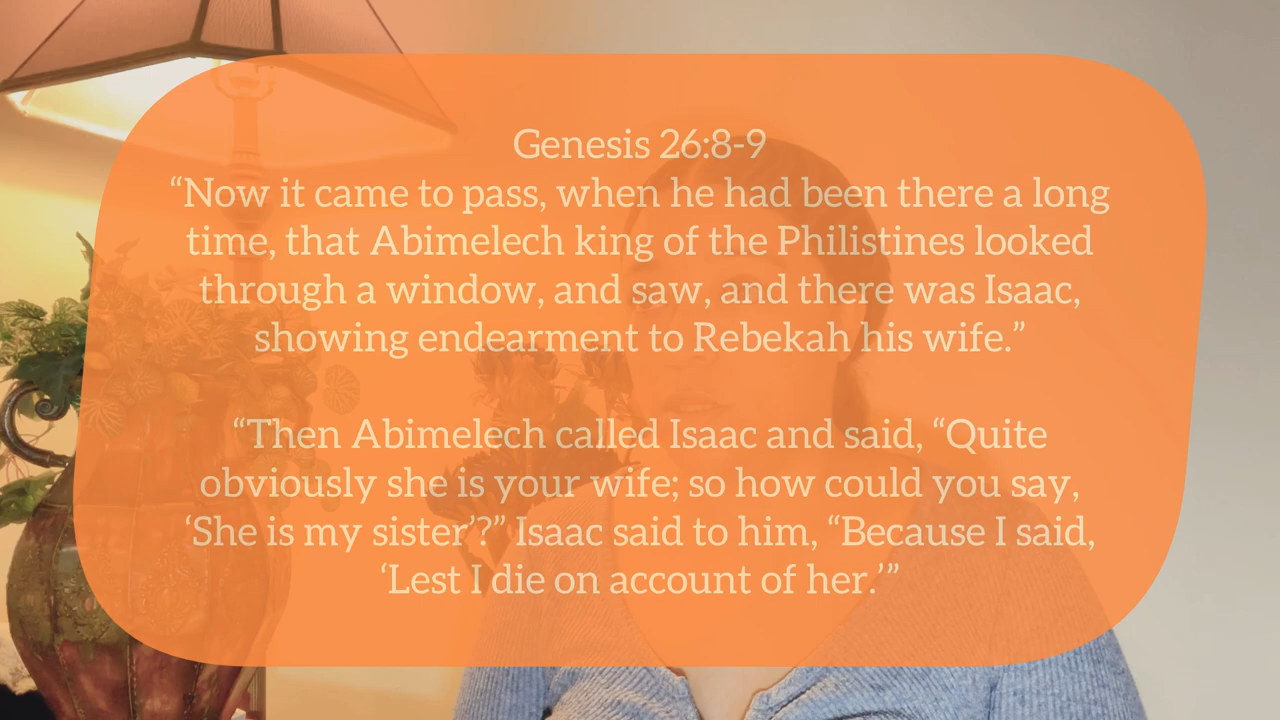 Genesis 26:8-9
“Now it came to pass, when he had been there a long
time, that Abimelech king of the Philistines looked
through a window, and saw, and there was Isaac,
showing endearment to Rebekah his wife.”
“Then Abimelech called Isaac and said, “Quite
obviously she is your wife; so how could you say,
‘She is my sister’?” Isaac said to him, “Because I said,
‘Lest I die on account of her.’”